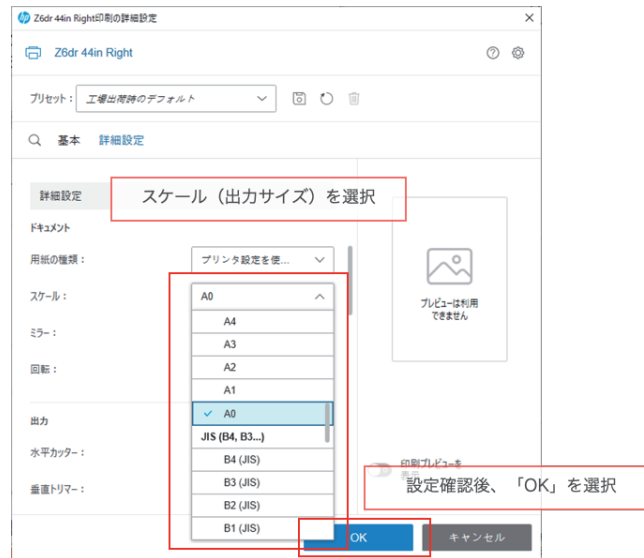 Z6dr 44in Right印刷の詳細設定
Z6dr 44in Right
プリセット： 工場出荷時のデフォルト
基本 詳細設定
詳細設定
スケール（出力サイズ）を選択
ドキュメント
用紙の種類： プリンタ設定を使...
スケール： A0
A4
A3
A2
A1
A0
JIS (B4, B3...)
B4 (JIS)
B3 (JIS)
B2 (JIS)
B1 (JIS)
ミラー：
回転：
出力
水平カッター：
垂直トリマー：
プレビューは利用
できません
印刷プレビューを
表示
設定確認後、「OK」を選択
OK キャンセル